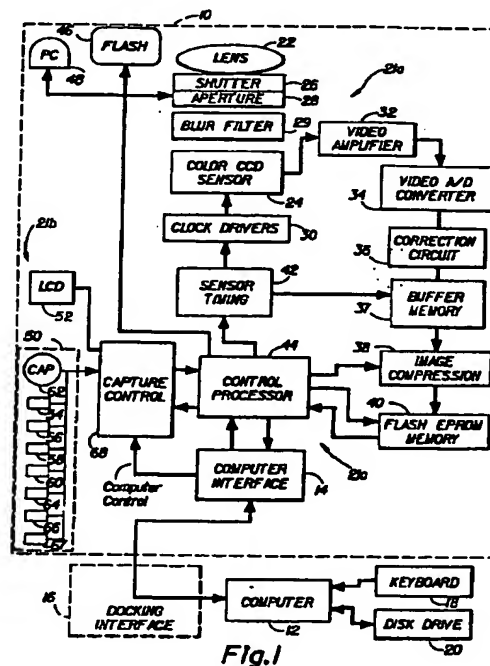 10
46
FLASH
PC
48
LENS
22
SHUTTER
26
APERTURE
28
BLUR FILTER
29
21a
32
VIDEO AMPLIFIER
COLOR CCD SENSOR
24
VIDEO A/D CONVERTER
34
CLOCK DRIVERS
30
CORRECTION CIRCUIT
21b
LCD
52
SENSOR TIMING
42
BUFFER MEMORY
37
50
CAP
CAPTURE CONTROL
68
44
CONTROL PROCESSOR
38
IMAGE COMPRESSION
40
FLASH EPROM MEMORY
Computer Control
COMPUTER INTERFACE
14
16
DOCKING INTERFACE
COMPUTER
12
KEYBOARD
18
DISK DRIVE
20
Fig.1